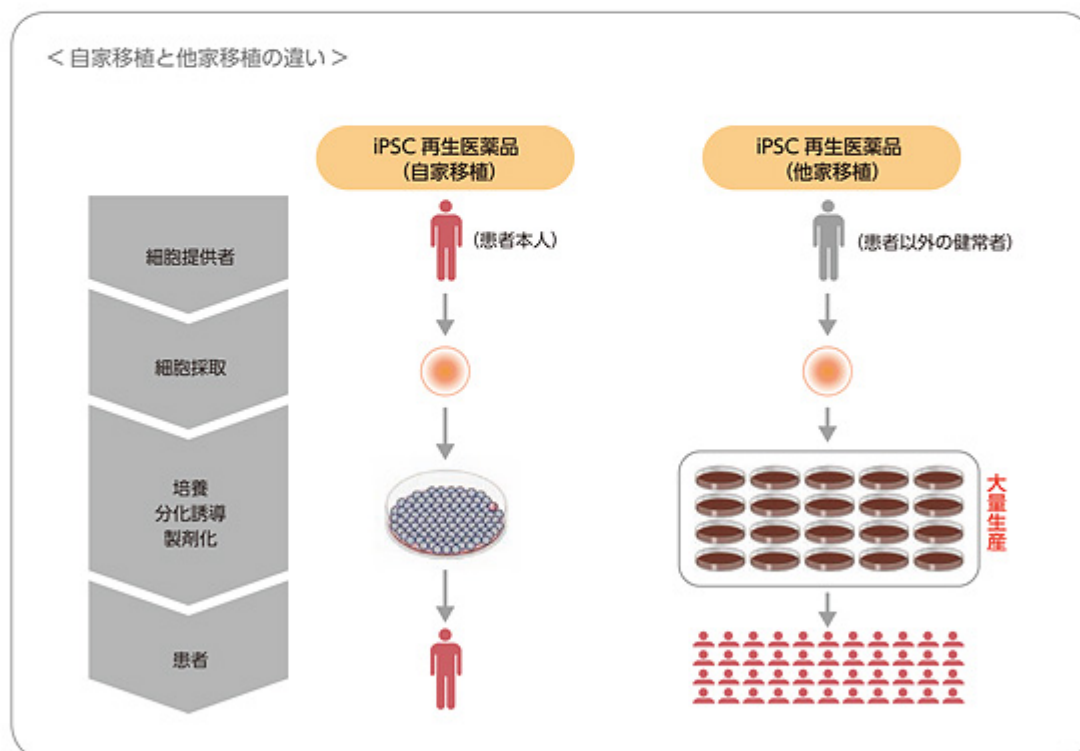 ＜自家移植と他家移植の違い＞
iPSC 再生医薬品
（自家移植）
iPSC 再生医薬品
（他家移植）
細胞提供者
（患者本人）
（患者以外の健常者）
細胞採取
培養
分化誘導
製剤化
大量生産
患者